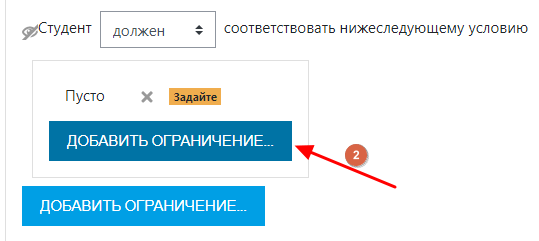 Студент должен соответствовать нижеследующему условию
Пусто × Задайте
ДОБАВИТЬ ОГРАНИЧЕНИЕ...
2
ДОБАВИТЬ ОГРАНИЧЕНИЕ...